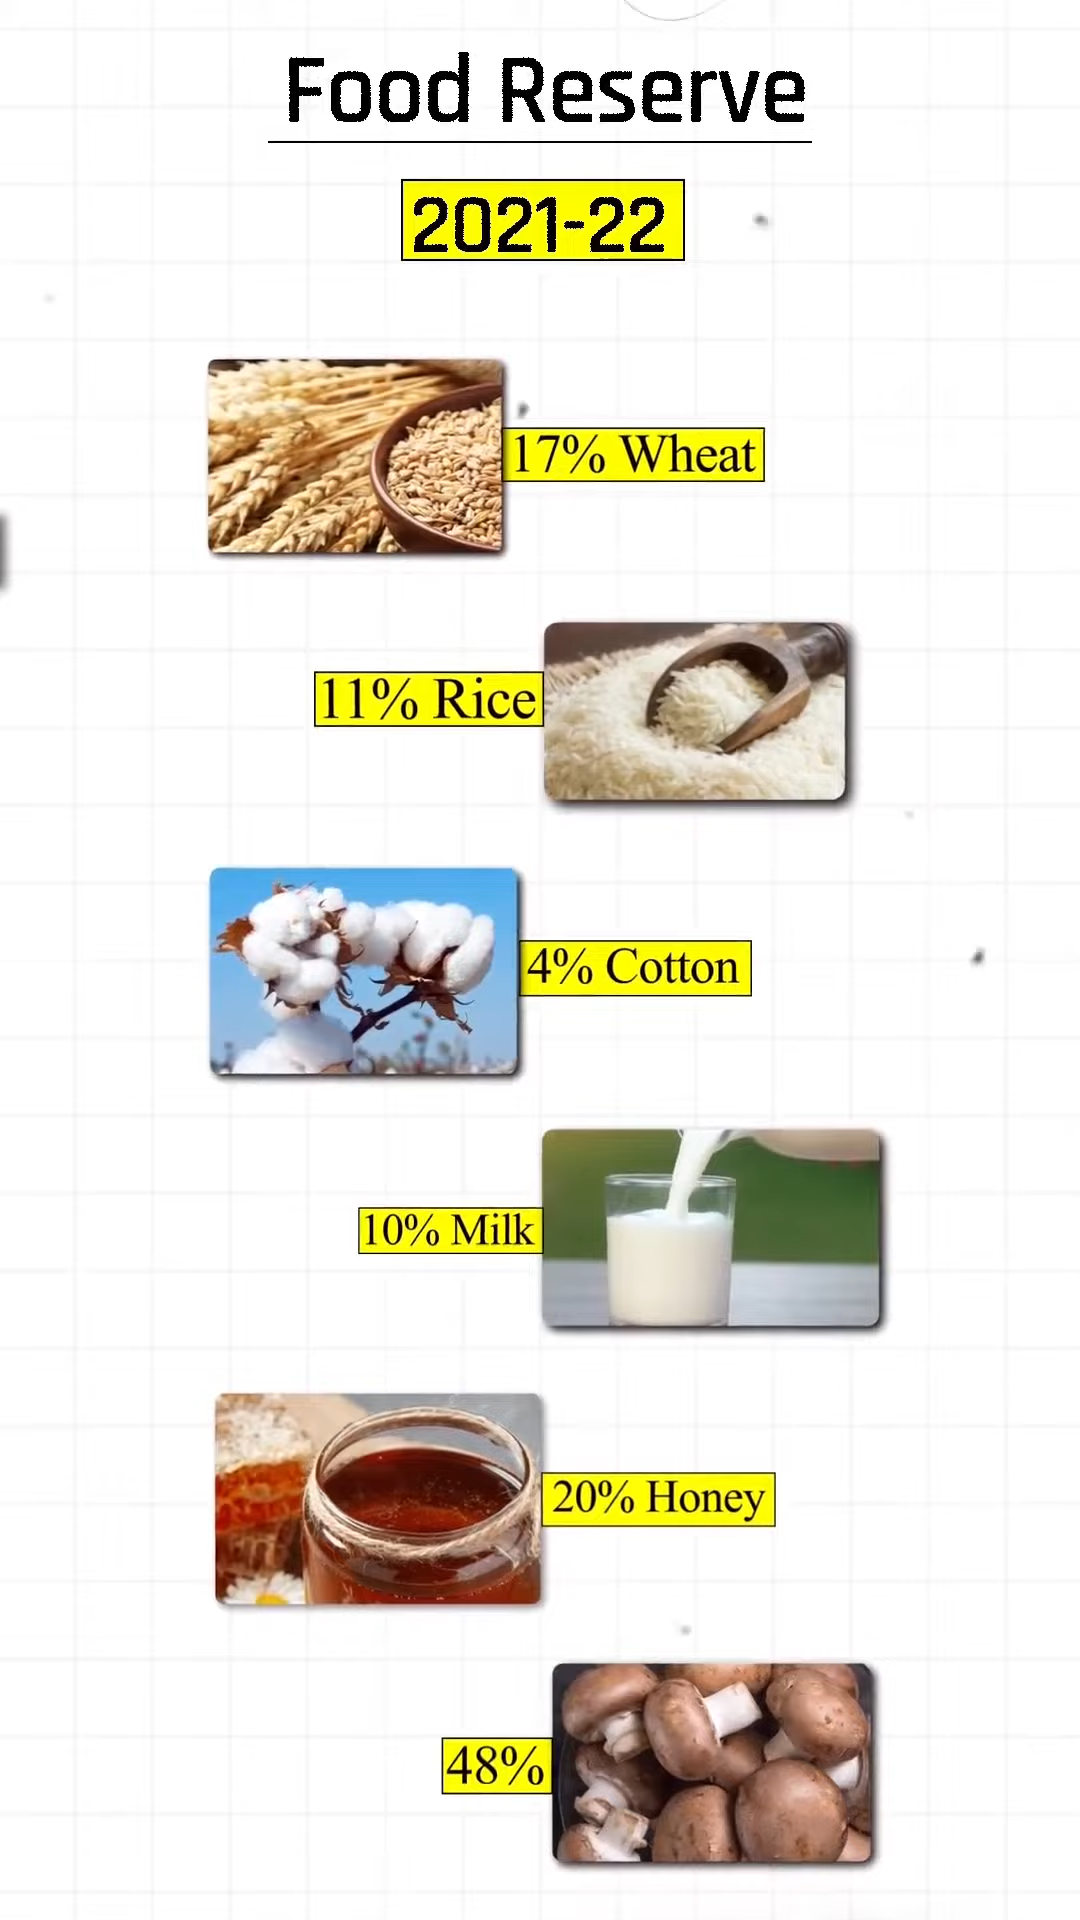 Food Reserve
2021-22
17% Wheat
11% Rice
4% Cotton
10% Milk
20% Honey
48%